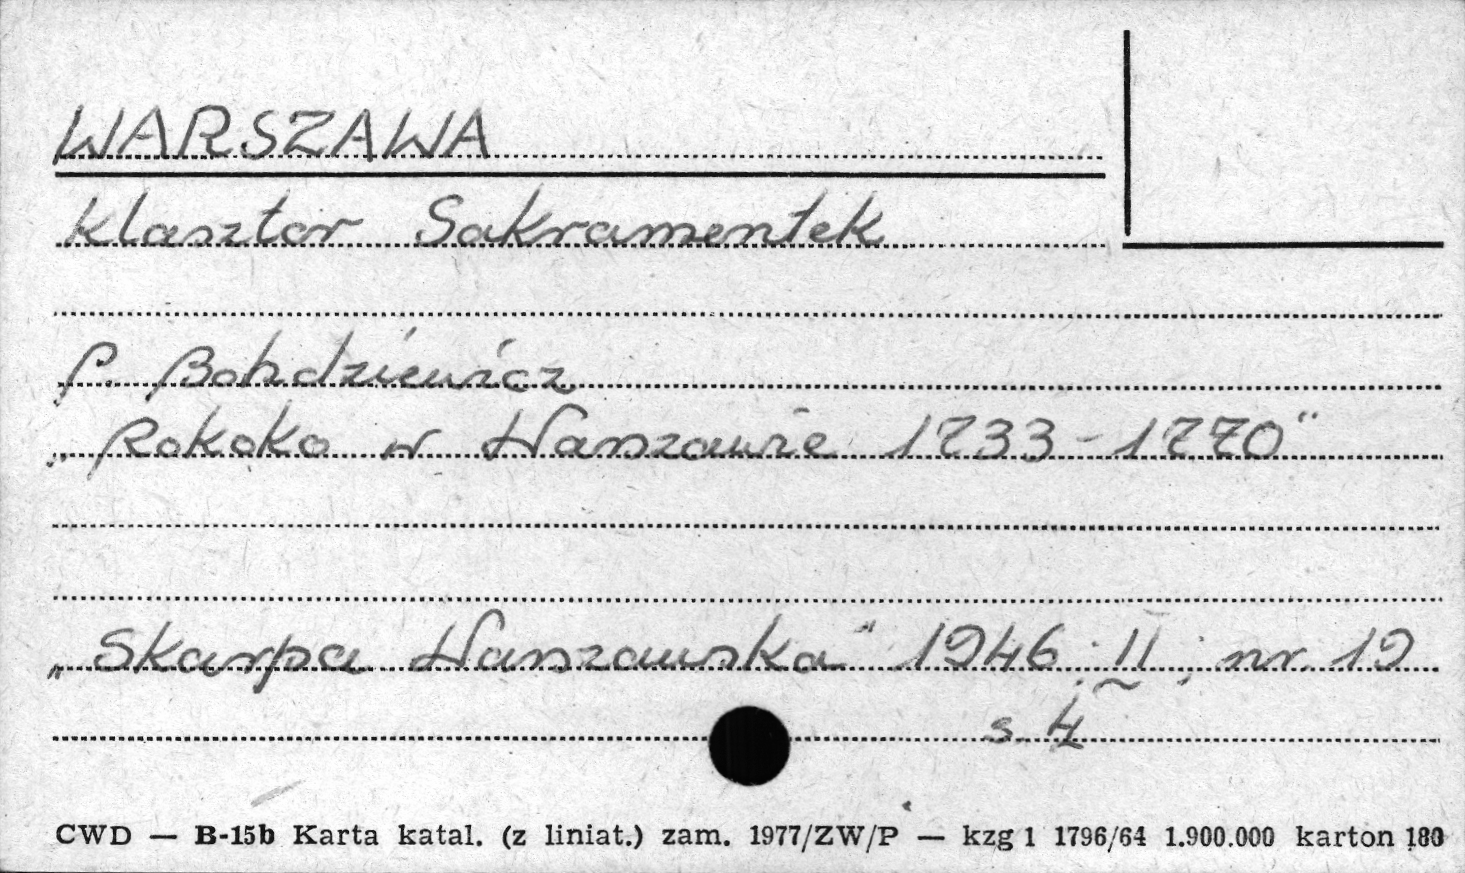 WARSZAWA
Klasztor Sakramentek
P. Bohdziewicz
„Rokoko w Warszawie 1733-1770"
„Skarpa Warszawska" 1946; II; nr. 19
s. 4
CWD — B-15b Karta katal. (z liniat.) zam. 1977/ZW/P — kzg 1 1796/64 1.900.000 karton 180